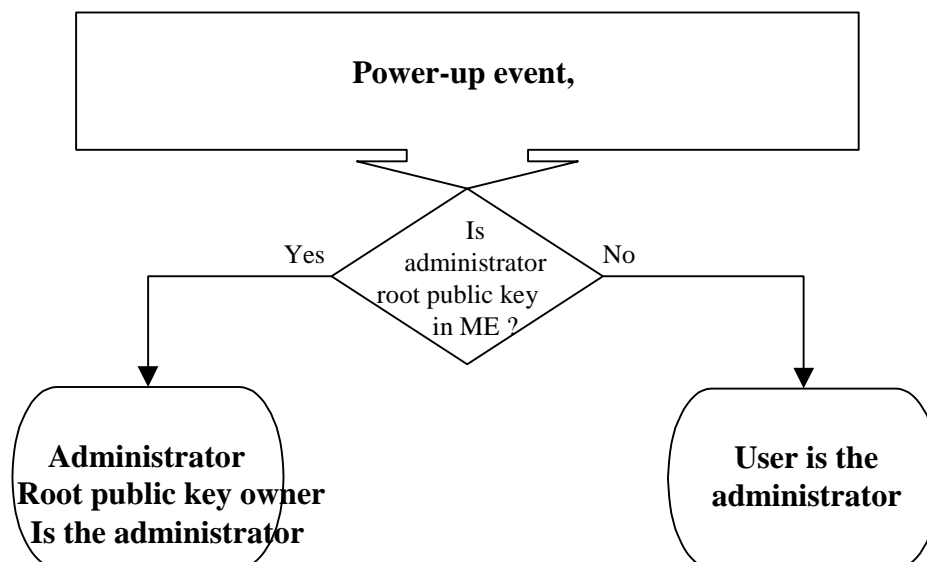 Power-up event,
Is
administrator
root public key
in ME ?
Yes
No
Administrator
Root public key owner
Is the administrator
User is the
administrator